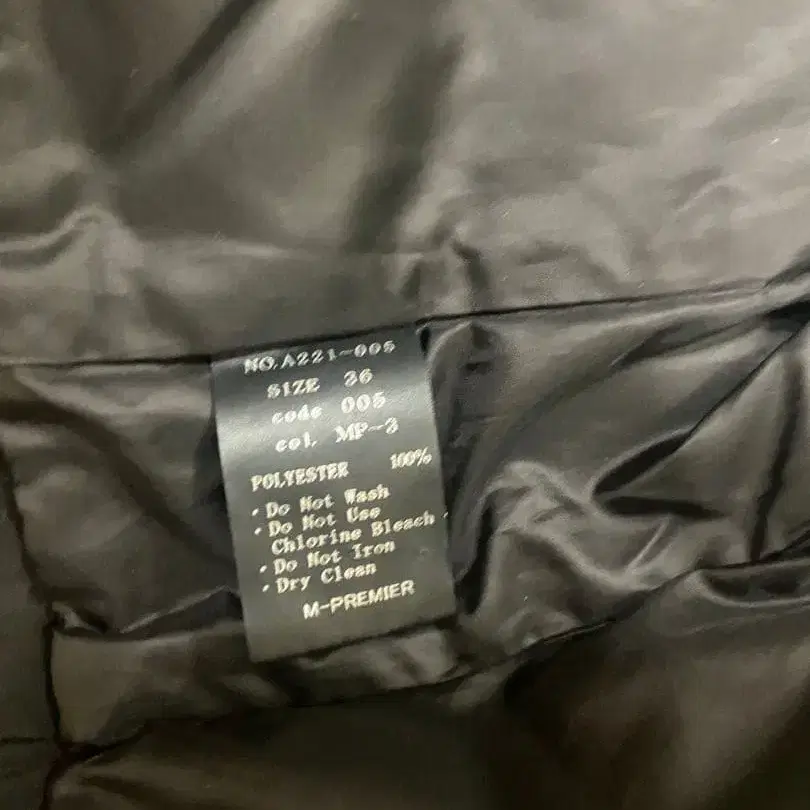 NO.A221-005
SIZE 36
code 005
col. MP-3
POLYESTER 100%
· Do Not Wash
· Do Not Use
Chlorine Bleach
· Do Not Iron
· Dry Clean
M-PREMIER